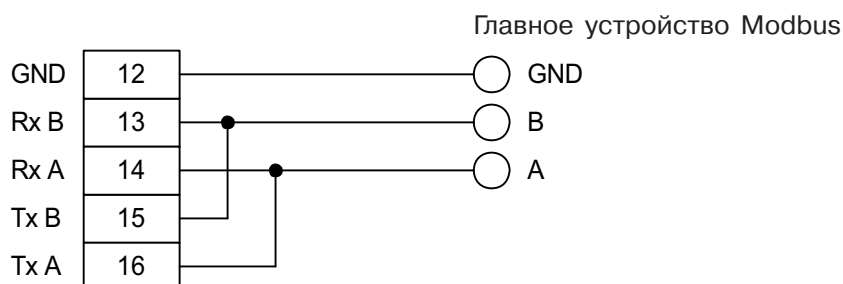 Главное устройство Modbus
GND 12 GND
Rx B 13 B
Rx A 14 A
Tx B 15
Tx A 16